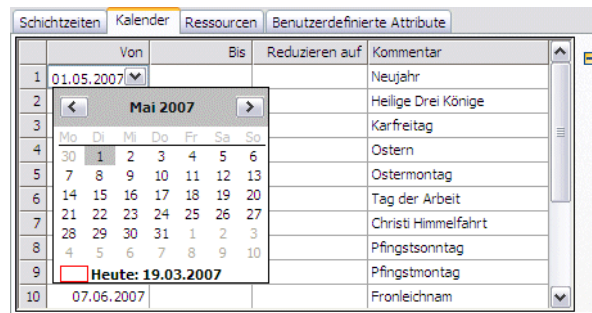 Schichtzeiten Kalender Ressourcen Benutzerdefinierte Attribute
Von Bis Reduzieren auf Kommentar
1 01.05.2007 Neujahr
2 Heilige Drei Könige
3 Karfreitag
4 Ostern
5 Ostermontag
6 Tag der Arbeit
7 Christi Himmelfahrt
8 Pfingstsonntag
9 Pfingstmontag
10 07.06.2007 Fronleichnam
Mai 2007
Mo Di Mi Do Fr Sa So
30 1 2 3 4 5 6
7 8 9 10 11 12 13
14 15 16 17 18 19 20
21 22 23 24 25 26 27
28 29 30 31 1 2 3
4 5 6 7 8 9 10
Heute: 19.03.2007